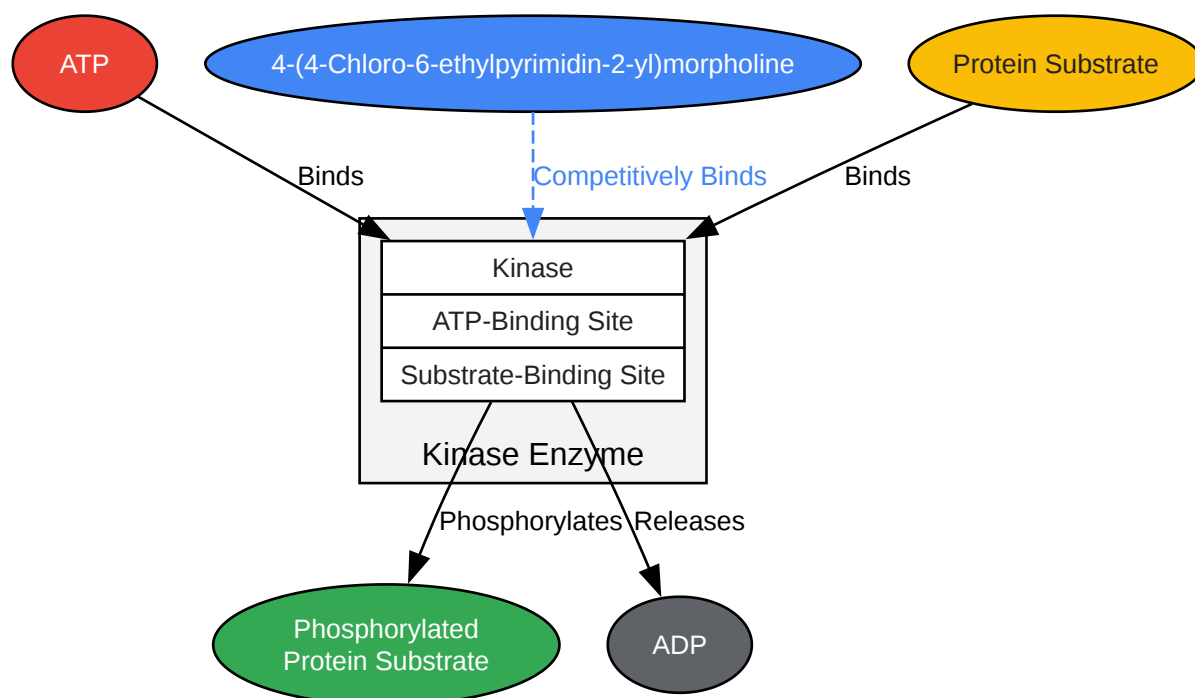 ATP
4-(4-Chloro-6-ethylpyrimidin-2-yl)morpholine
Protein Substrate
Binds
Competitively Binds
Binds
Kinase
ATP-Binding Site
Substrate-Binding Site
Kinase Enzyme
Phosphorylates
Releases
Phosphorylated
Protein Substrate
ADP